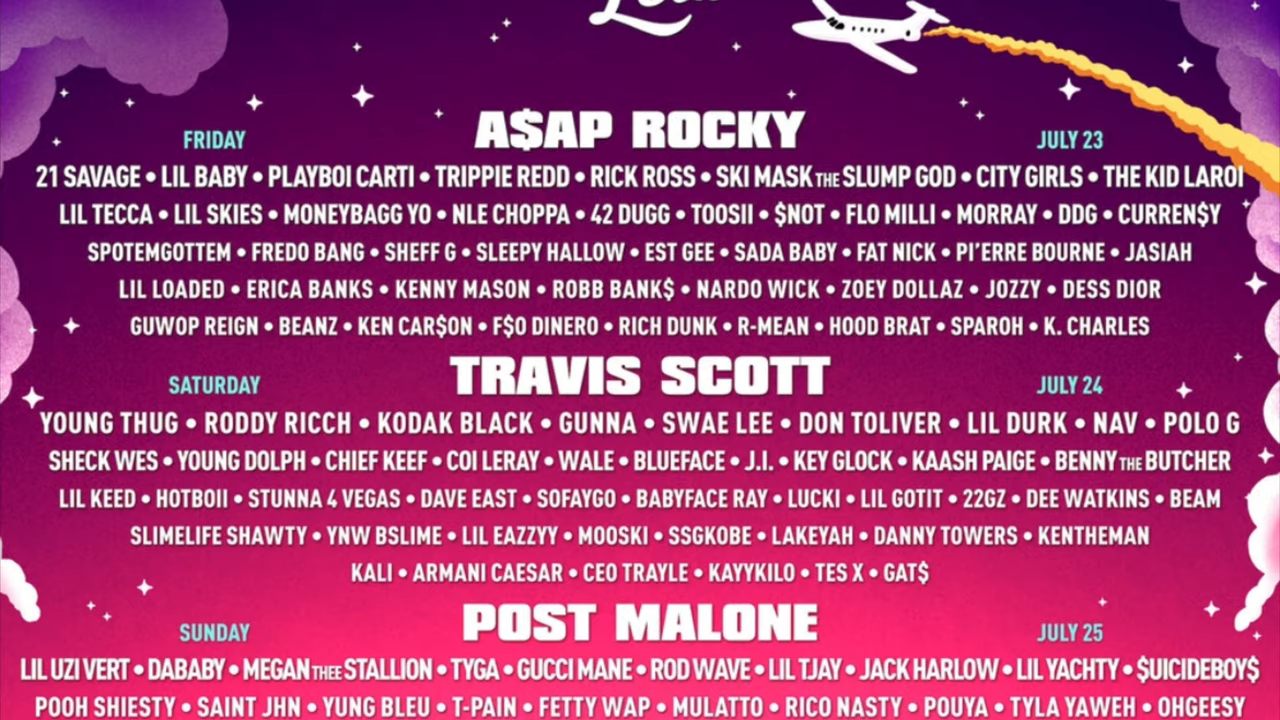 A$AP ROCKY
FRIDAY JULY 23
21 SAVAGE • LIL BABY • PLAYBOI CARTI • TRIPPIE REDD • RICK ROSS • SKI MASK THE SLUMP GOD • CITY GIRLS • THE KID LAROI
LIL TECCA • LIL SKIES • MONEYBAGG YO • NLE CHOPPA • 42 DUGG • TOOSII • $NOT • FLO MILLI • MORRAY • DDG • CURREN$Y
SPOTEMGOTTEM • FREDO BANG • SHEFF G • SLEEPY HALLOW • EST GEE • SADA BABY • FAT NICK • PI'ERRE BOURNE • JASIAH
LIL LOADED • ERICA BANKS • KENNY MASON • ROBB BANK$ • NARDO WICK • ZOEY DOLLAZ • JOZZY • DESS DIOR
GUWOP REIGN • BEANZ • KEN CAR$ON • F$O DINERO • RICH DUNK • R-MEAN • HOOD BRAT • SPAROH • K. CHARLES
TRAVIS SCOTT
SATURDAY JULY 24
YOUNG THUG • RODDY RICCH • KODAK BLACK • GUNNA • SWAE LEE • DON TOLIVER • LIL DURK • NAV • POLO G
SHECK WES • YOUNG DOLPH • CHIEF KEEF • COI LERAY • WALE • BLUEFACE • J.I. • KEY GLOCK • KAASH PAIGE • BENNY THE BUTCHER
LIL KEED • HOTBOII • STUNNA 4 VEGAS • DAVE EAST • SOFAYGO • BABYFACE RAY • LUCKI • LIL GOTIT • 22GZ • DEE WATKINS • BEAM
SLIMELIFE SHAWTY • YNW BSLIME • LIL EAZZYY • MOOSKI • SSGKOBE • LAKEYAH • DANNY TOWERS • KENTHEMAN
KALI • ARMANI CAESAR • CEO TRAYLE • KAYYKILO • TES X • GAT$
POST MALONE
SUNDAY JULY 25
LIL UZI VERT • DABABY • MEGAN THEE STALLION • TYGA • GUCCI MANE • ROD WAVE • LIL TJAY • JACK HARLOW • LIL YACHTY • $UICIDEBOY$
POOH SHIESTY • SAINT JHN • YUNG BLEU • T-PAIN • FETTY WAP • MULATTO • RICO NASTY • POUYA • TYLA YAWEH • OHGEESY